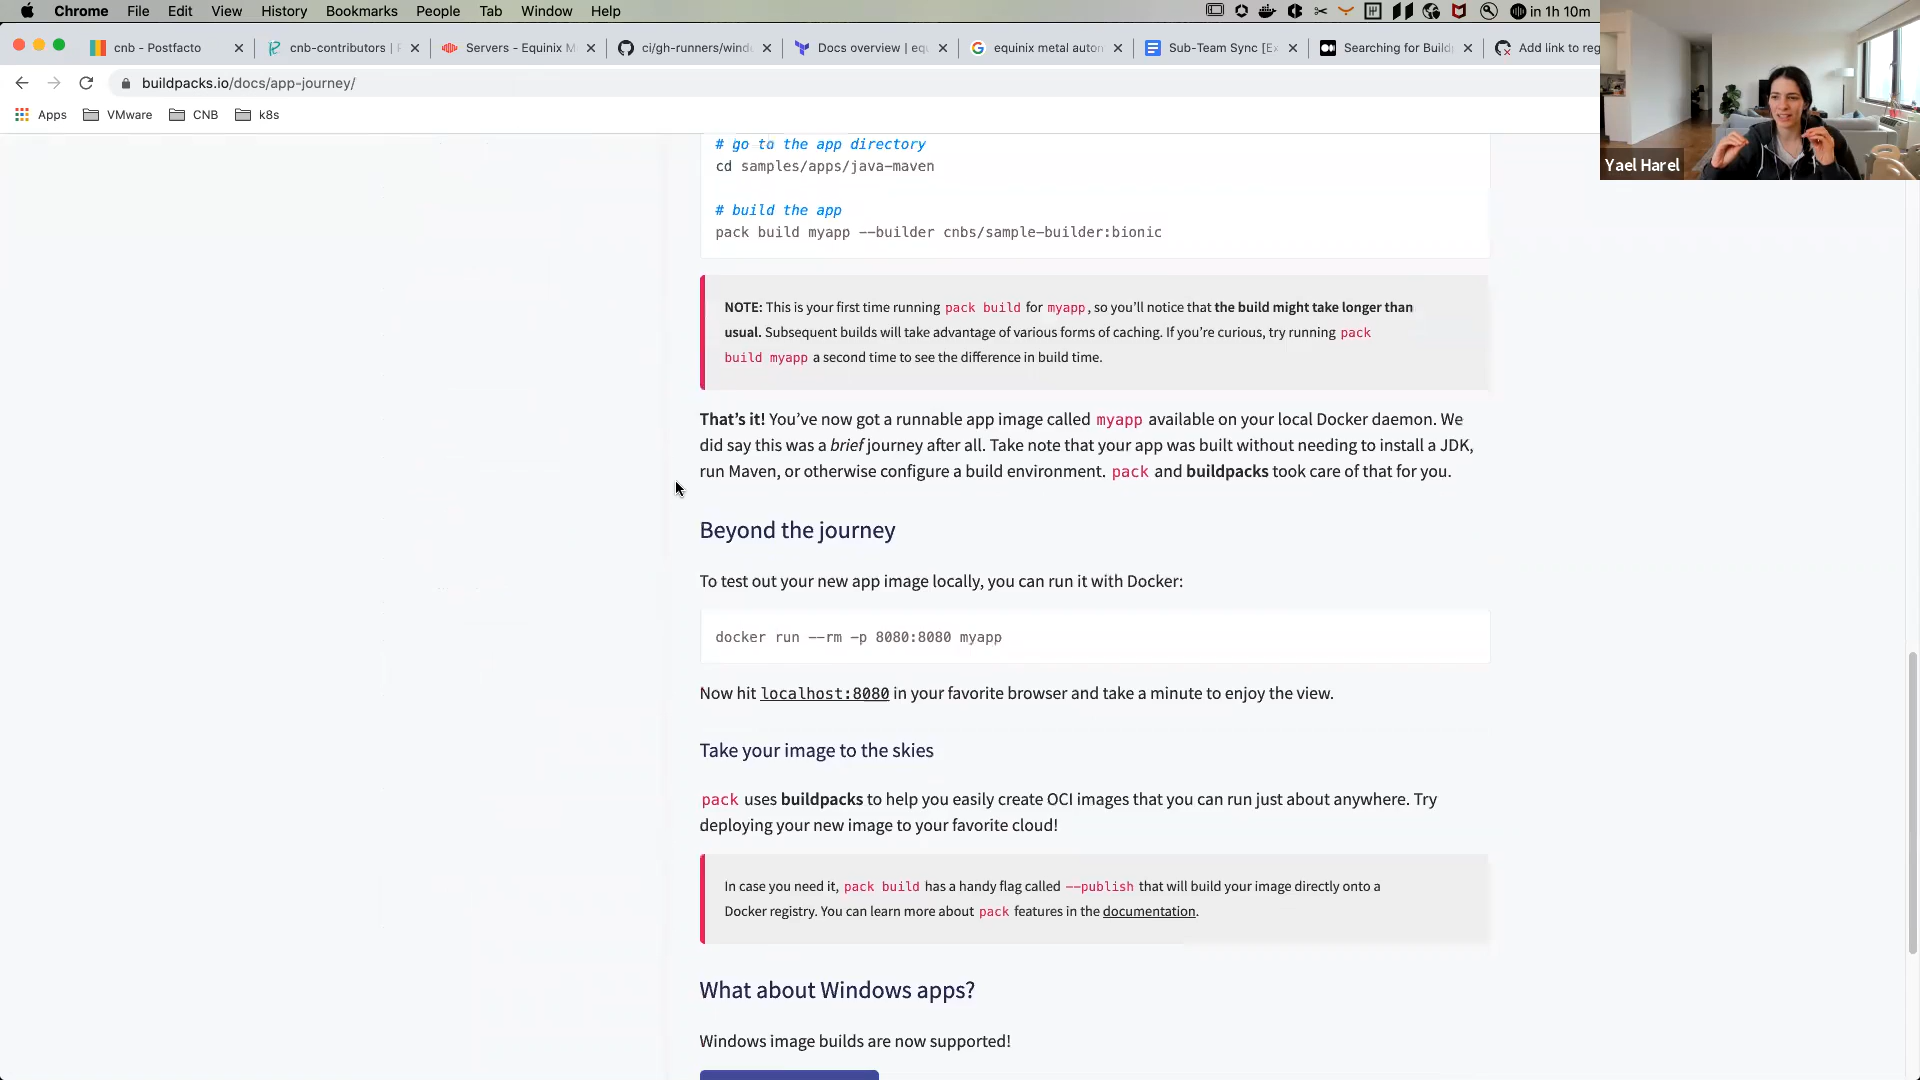 Chrome File Edit View History Bookmarks People Tab Window Help in 1h 10m
cnb - Postfacto cnb-contributors | Servers - Equinix M ci/gh-runners/wind Docs overview | eq equinix metal auton Sub-Team Sync [E Searching for Build Add link to reg
buildpacks.io/docs/app-journey/
Apps VMware CNB k8s
Yael Harel
# go to the app directory
cd samples/apps/java-maven
# build the app
pack build myapp --builder cnbs/sample-builder:bionic
NOTE: This is your first time running pack build for myapp, so you’ll notice that the build might take longer than
usual. Subsequent builds will take advantage of various forms of caching. If you’re curious, try running pack
build myapp a second time to see the difference in build time.
That’s it! You’ve now got a runnable app image called myapp available on your local Docker daemon. We
did say this was a brief journey after all. Take note that your app was built without needing to install a JDK,
run Maven, or otherwise configure a build environment. pack and buildpacks took care of that for you.
Beyond the journey
To test out your new app image locally, you can run it with Docker:
docker run --rm -p 8080:8080 myapp
Now hit localhost:8080 in your favorite browser and take a minute to enjoy the view.
Take your image to the skies
pack uses buildpacks to help you easily create OCI images that you can run just about anywhere. Try
deploying your new image to your favorite cloud!
In case you need it, pack build has a handy flag called --publish that will build your image directly onto a
Docker registry. You can learn more about pack features in the documentation.
What about Windows apps?
Windows image builds are now supported!